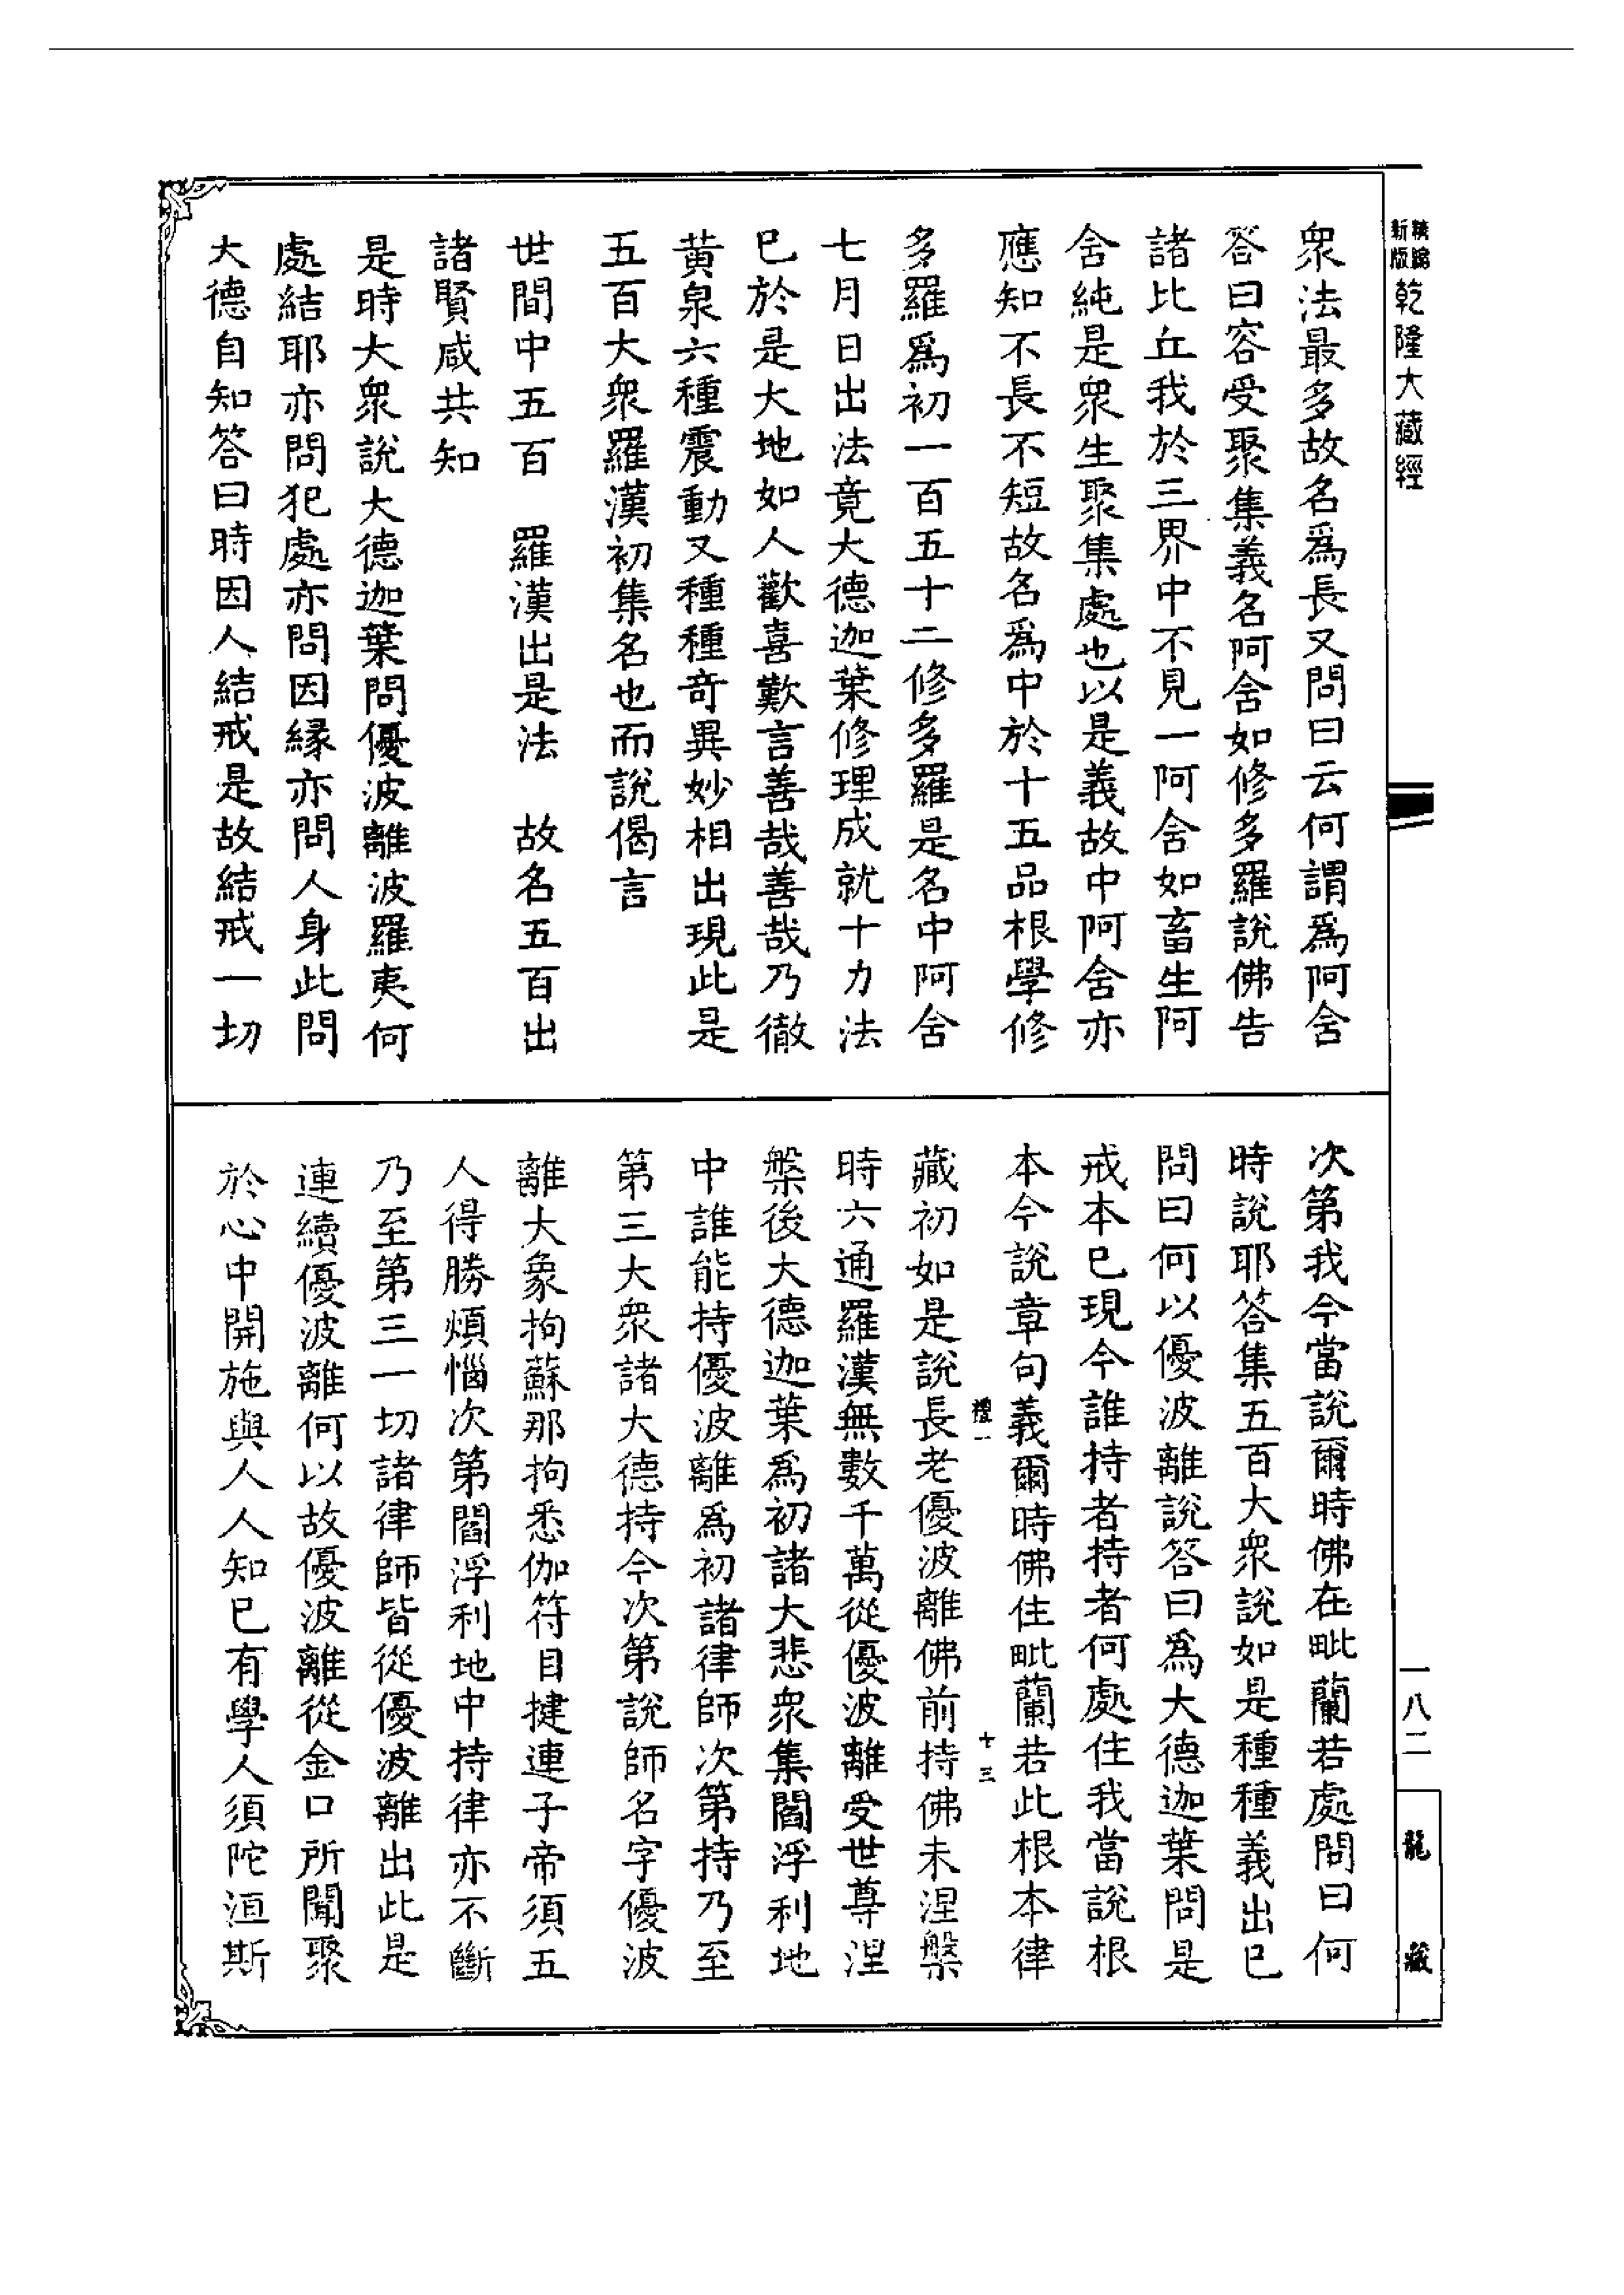 新版
乾隆大藏經
衆法最多故名爲長又問曰云何謂爲阿含
答曰容受聚集義名阿含如修多羅說佛告
諸比丘我於三界中不見一阿含如畜生阿
含純是衆生聚集處也以是義故中阿含亦
應知不長不短故名爲中於十五品根學修
多羅爲初一百五十二修多羅是名中阿含
七月日出法竟大德迦葉修理成就十力法
已於是大地如人歡喜歎言善哉善哉乃徹
黃泉六種震動又種種奇異妙相出現此是
五百大衆羅漢初集名也而說偈言
世間中五百　羅漢出是法　故名五百出
諸賢咸共知
是時大衆說大德迦葉問優波離波羅夷何
處結耶亦問犯處亦問因緣亦問人身此問
大德自知答曰時因人結戒是故結戒一切
次第我今當說爾時佛在毗蘭若處問曰何
時說耶答集五百大衆說如是種種義出已
問曰何以優波離說答曰爲大德迦葉問是
戒本已現今誰持者持者何處住我當說根
本今說章句義爾時佛住毗蘭若此根本律
禮一
十三
藏初如是說長老優波離佛前持佛未涅槃
時六通羅漢無數千萬從優波離受世尊涅
槃後大德迦葉爲初諸大悲衆集閻浮利地
中誰能持優波離爲初諸律師次第持乃至
第三大衆諸大德持今次第說師名字優波
離大象拘蘇那拘悉伽符目揵連子帝須五
人得勝煩惱次第閻浮利地中持律亦不斷
乃至第三一切諸律師皆從優波離出此是
連續優波離何以故優波離從金口所聞聚
於心中開施與人人知已有學人須陀洹斯
一八二
龍藏